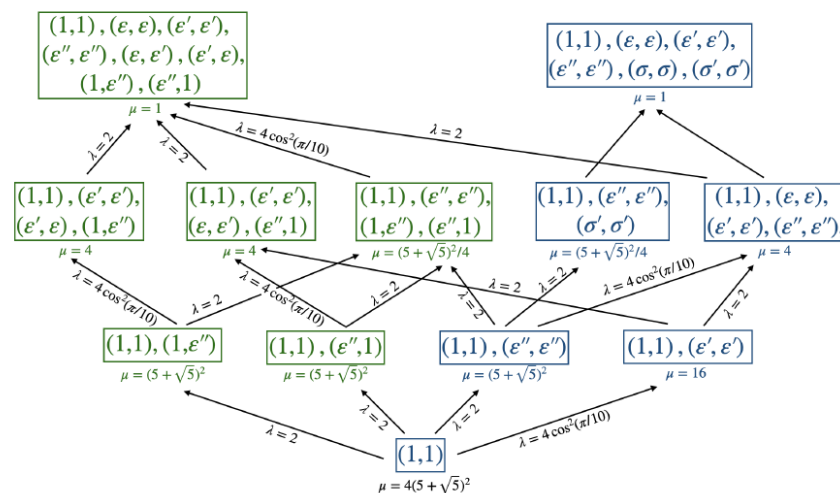 (1,1) , (ε, ε), (ε′, ε′),
(ε″, ε″) , (ε, ε′) , (ε′, ε),
(1,ε″) , (ε″,1)
μ = 1
(1,1) , (ε, ε), (ε′, ε′),
(ε″, ε″) , (σ, σ) , (σ′, σ′)
μ = 1
λ = 2
λ = 2
λ = 4 cos²(π/10)
λ = 2
(1,1) , (ε′, ε′),
(ε′, ε) , (1,ε″)
μ = 4
(1,1) , (ε′, ε′),
(ε, ε′) , (ε″,1)
μ = 4
(1,1) , (ε″, ε″),
(1,ε″) , (ε″,1)
μ = (5 + √5)²/4
(1,1) , (ε″, ε″),
(σ′, σ′)
μ = (5 + √5)²/4
(1,1) , (ε, ε),
(ε′, ε′), (ε″, ε″)
μ = 4
λ = 4 cos²(π/10)
λ = 2
λ = 4 cos²(π/10)
λ = 2
λ = 2
λ = 2
λ = 2
λ = 4 cos²(π/10)
λ = 2
(1,1), (1,ε″)
μ = (5 + √5)²
(1,1) , (ε″,1)
μ = (5 + √5)²
(1,1) , (ε″, ε″)
μ = (5 + √5)²
(1,1) , (ε′, ε′)
μ = 16
λ = 2
λ = 2
λ = 2
λ = 4 cos²(π/10)
(1,1)
μ = 4(5 + √5)²